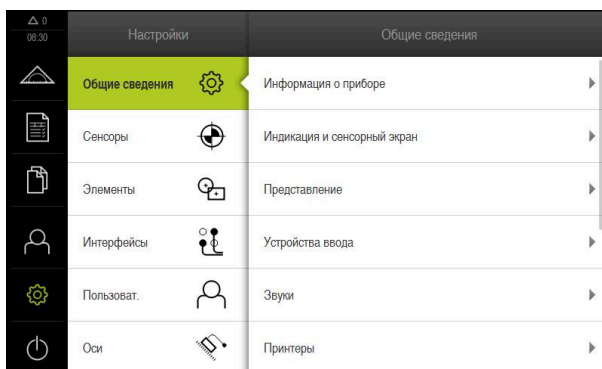 0
08:30
Настройки
Общие сведения
Общие сведения
Сенсоры
Элементы
Интерфейсы
Пользоват.
Оси
Информация о приборе
Индикация и сенсорный экран
Представление
Устройства ввода
Звуки
Принтеры